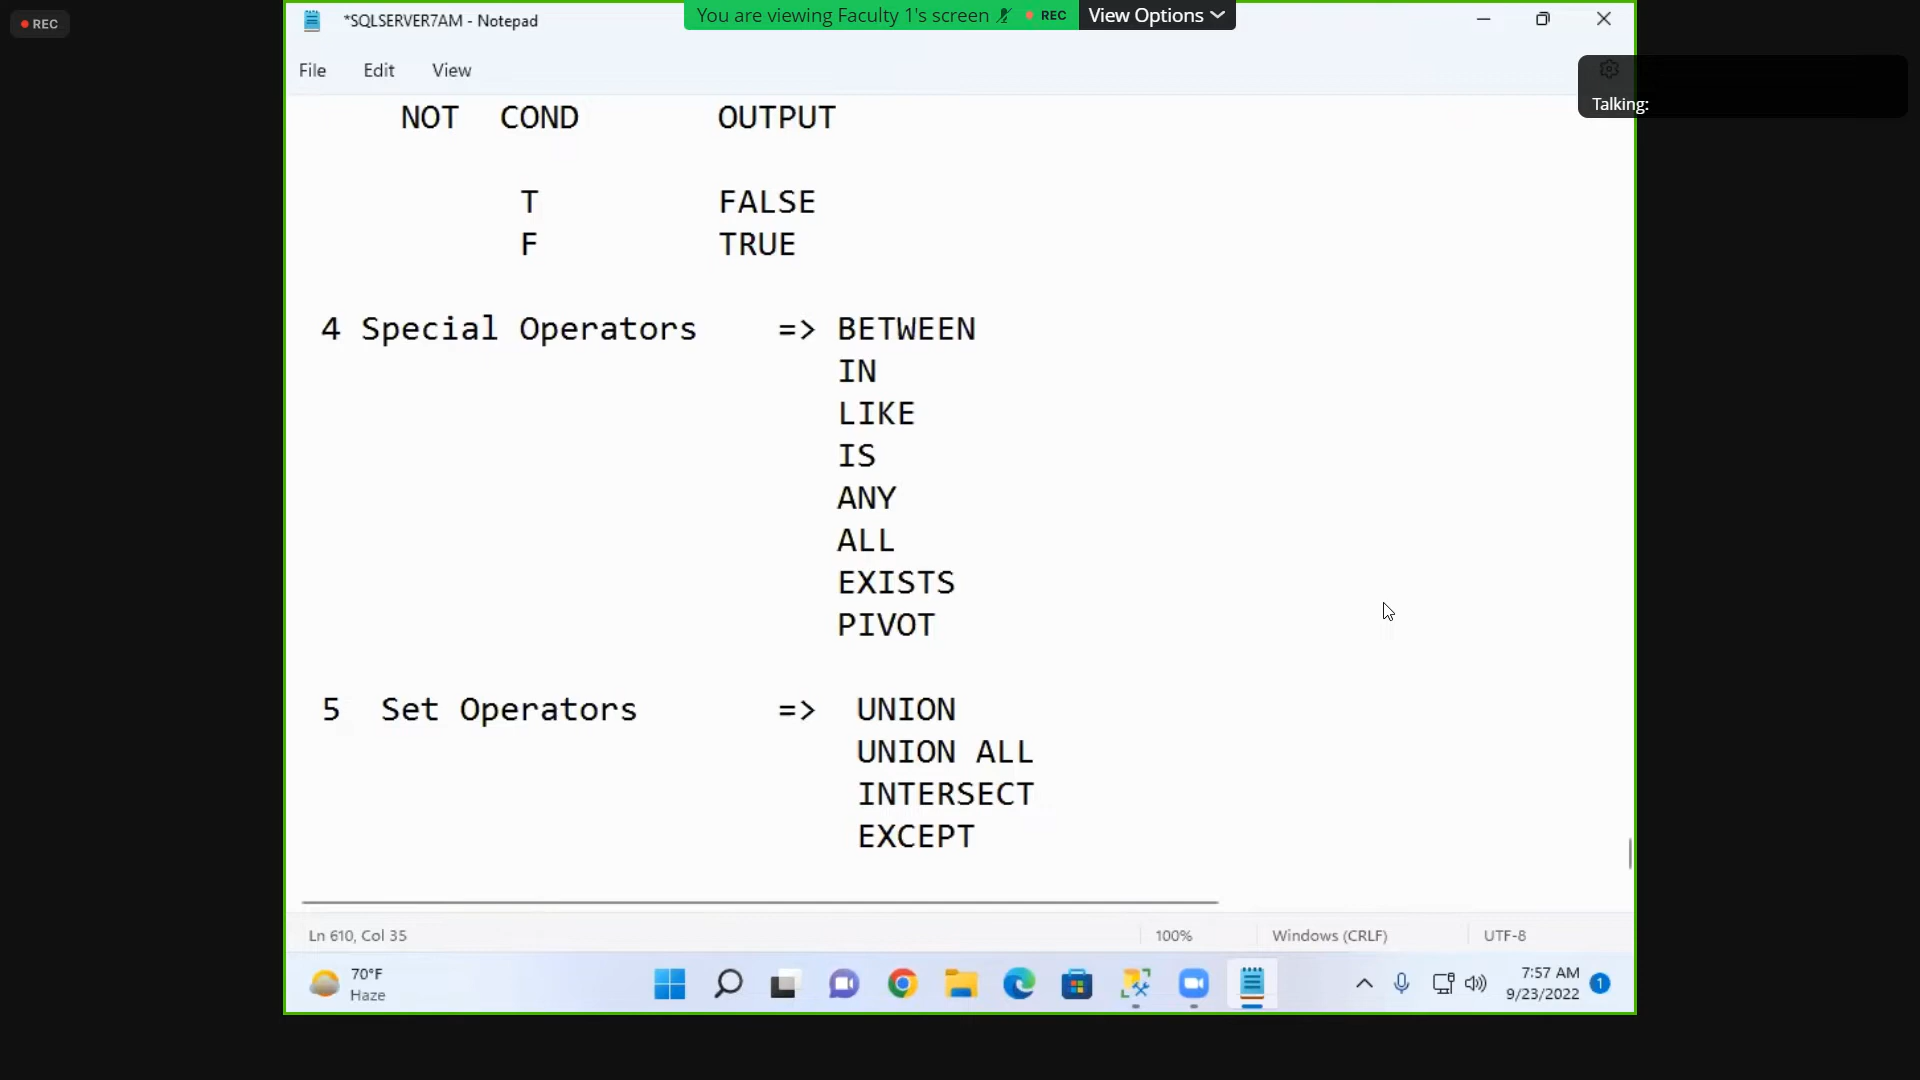 REC
*SQLSERVER7AM - Notepad
You are viewing Faculty 1's screen
REC
View Options
File Edit View
Talking:
NOT COND OUTPUT
T FALSE
F TRUE
4 Special Operators => BETWEEN
IN
LIKE
IS
ANY
ALL
EXISTS
PIVOT
5 Set Operators => UNION
UNION ALL
INTERSECT
EXCEPT
Ln 610, Col 35
100%
Windows (CRLF)
UTF-8
70°F
Haze
7:57 AM
9/23/2022
1